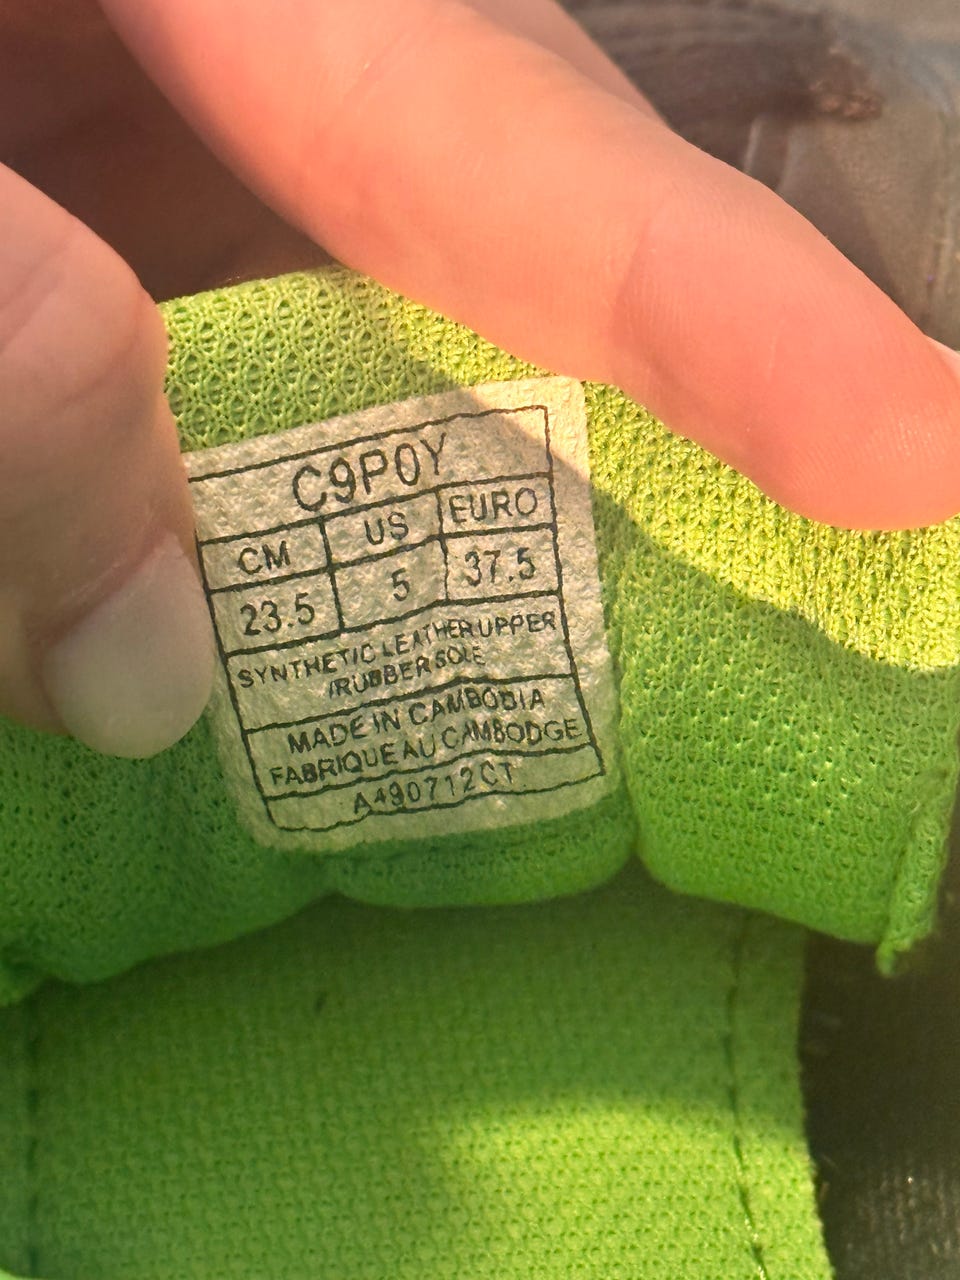 C9P0Y
CM US EURO
23.5 5 37.5
SYNTHETIC LEATHER UPPER
/RUBBER SOLE
MADE IN CAMBODIA
FABRIQUE AU CAMBODGE
A490712CT